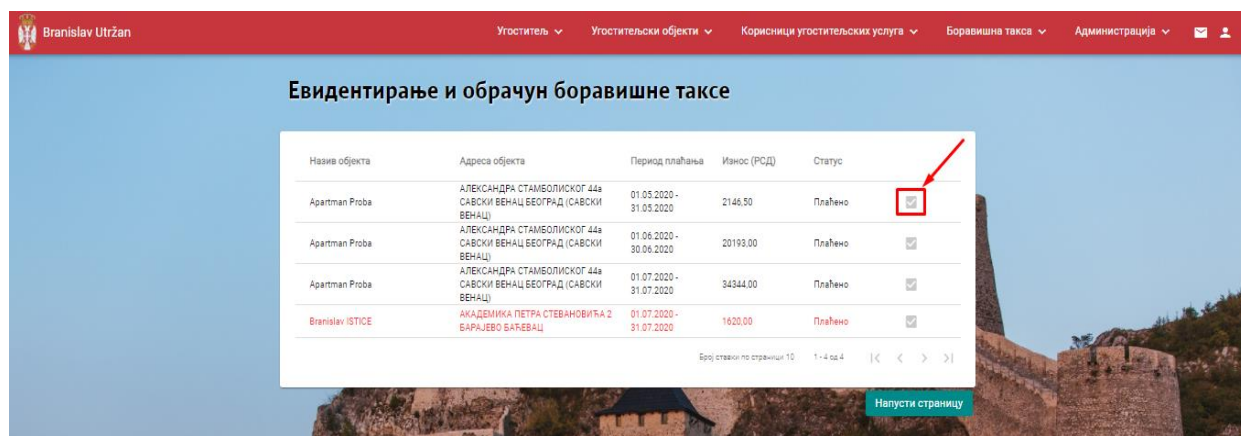 Branislav Utržan
Угоститељ
Угоститељски објекти
Корисници угоститељских услуга
Боравишна такса
Администрација
Евидентирање и обрачун боравишне таксе
Назив објекта Адреса објекта Период плаћања Износ (РСД) Статус
Apartman Proba
АЛЕКСАНДРА СТАМБОЛИСКОГ 44а
САВСКИ ВЕНАЦ БЕОГРАД (САВСКИ
ВЕНАЦ)
01.05.2020 -
31.05.2020
2146,50
Плаћено
Apartman Proba
АЛЕКСАНДРА СТАМБОЛИСКОГ 44а
САВСКИ ВЕНАЦ БЕОГРАД (САВСКИ
ВЕНАЦ)
01.06.2020 -
30.06.2020
20193,00
Плаћено
Apartman Proba
АЛЕКСАНДРА СТАМБОЛИСКОГ 44а
САВСКИ ВЕНАЦ БЕОГРАД (САВСКИ
ВЕНАЦ)
01.07.2020 -
31.07.2020
34344,00
Плаћено
Branislav ISTICE
АКАДЕМИКА ПЕТРА СТЕВАНОВИЋА 2
БАРАЈЕВО БАЋЕВАЦ
01.07.2020 -
31.07.2020
1620,00
Плаћено
Број ставки по страници 10 1 - 4 од 4
Напусти страницу